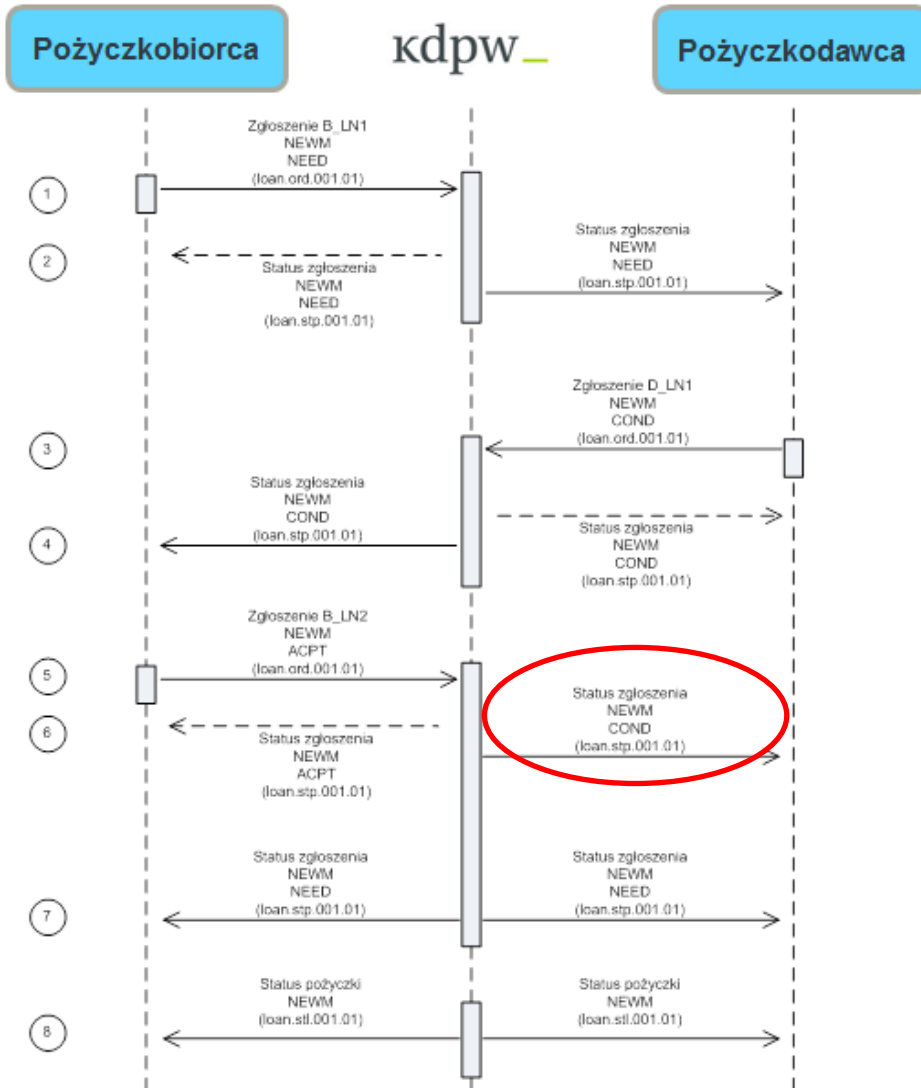 Pożyczkobiorca
кdpw_
Pożyczkodawca
Zgłoszenie B_LN1
NEWM
NEED
(loan.ord.001.01)
1
Status zgłoszenia
NEWM
NEED
(loan.stp.001.01)
2
Status zgłoszenia
NEWM
NEED
(loan.stp.001.01)
Zgłoszenie D_LN1
NEWM
COND
(loan.ord.001.01)
3
Status zgłoszenia
NEWM
COND
(loan.stp.001.01)
4
Status zgłoszenia
NEWM
COND
(loan.stp.001.01)
Zgłoszenie B_LN2
NEWM
ACPT
(loan.ord.001.01)
5
Status zgłoszenia
NEWM
COND
(loan.stp.001.01)
6
Status zgłoszenia
NEWM
ACPT
(loan.stp.001.01)
Status zgłoszenia
NEWM
NEED
(loan.stp.001.01)
Status zgłoszenia
NEWM
NEED
(loan.stp.001.01)
7
Status pożyczki
NEWM
(loan.stl.001.01)
Status pożyczki
NEWM
(loan.stl.001.01)
8